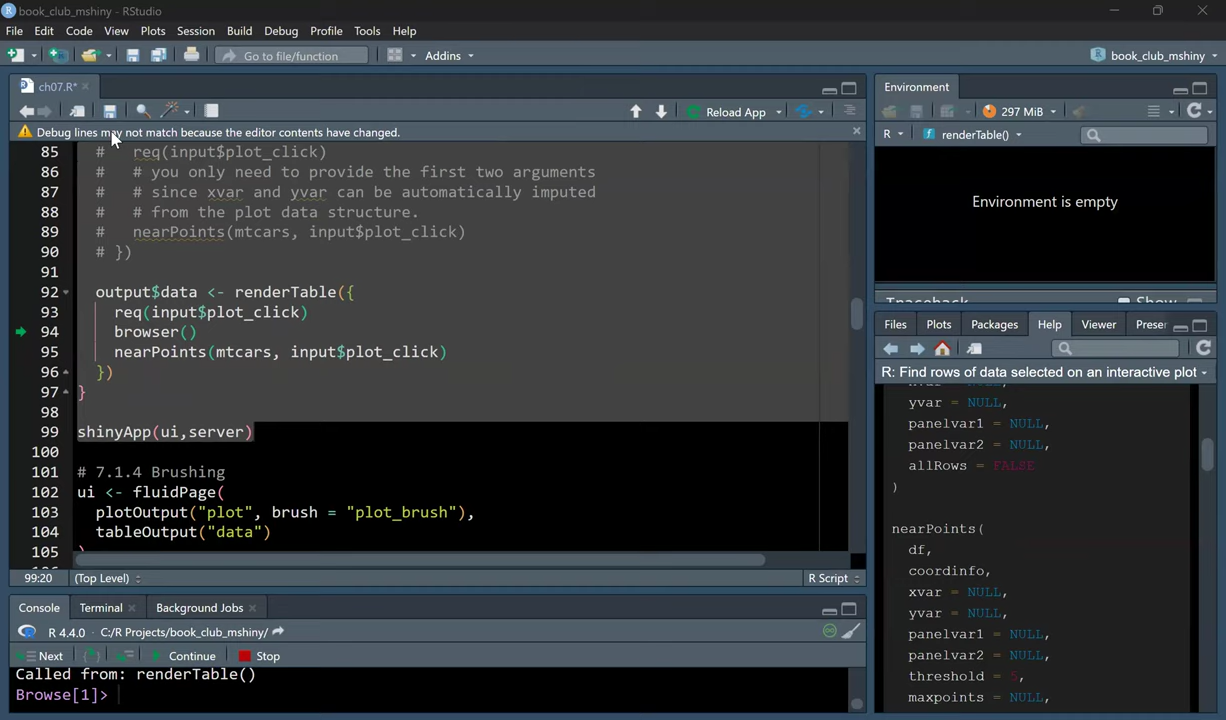 book_club_mshiny - RStudio
File Edit Code View Plots Session Build Debug Profile Tools Help
Go to file/function Addins book_club_mshiny
ch07.R*
Reload App
Debug lines may not match because the editor contents have changed.
85 # req(input$plot_click)
86 # # you only need to provide the first two arguments
87 # # since xvar and yvar can be automatically imputed
88 # # from the plot data structure.
89 # nearPoints(mtcars, input$plot_click)
90 # })
91
92 output$data <- renderTable({
93 req(input$plot_click)
94 browser()
95 nearPoints(mtcars, input$plot_click)
96 })
97 }
98
99 shinyApp(ui,server)
100
101 # 7.1.4 Brushing
102 ui <- fluidPage(
103 plotOutput("plot", brush = "plot_brush"),
104 tableOutput("data")
105 )
99:20 (Top Level) R Script
Console Terminal Background Jobs
R 4.4.0 · C:/R Projects/book_club_mshiny/
Next Continue Stop
Called from: renderTable()
Browse[1]>
Environment
297 MiB
R renderTable()
Environment is empty
Traceback Show
Files Plots Packages Help Viewer Preser
R: Find rows of data selected on an interactive plot
yvar = NULL,
panelvar1 = NULL,
panelvar2 = NULL,
allRows = FALSE
)
nearPoints(
df,
coordinfo,
xvar = NULL,
yvar = NULL,
panelvar1 = NULL,
panelvar2 = NULL,
threshold = 5,
maxpoints = NULL,